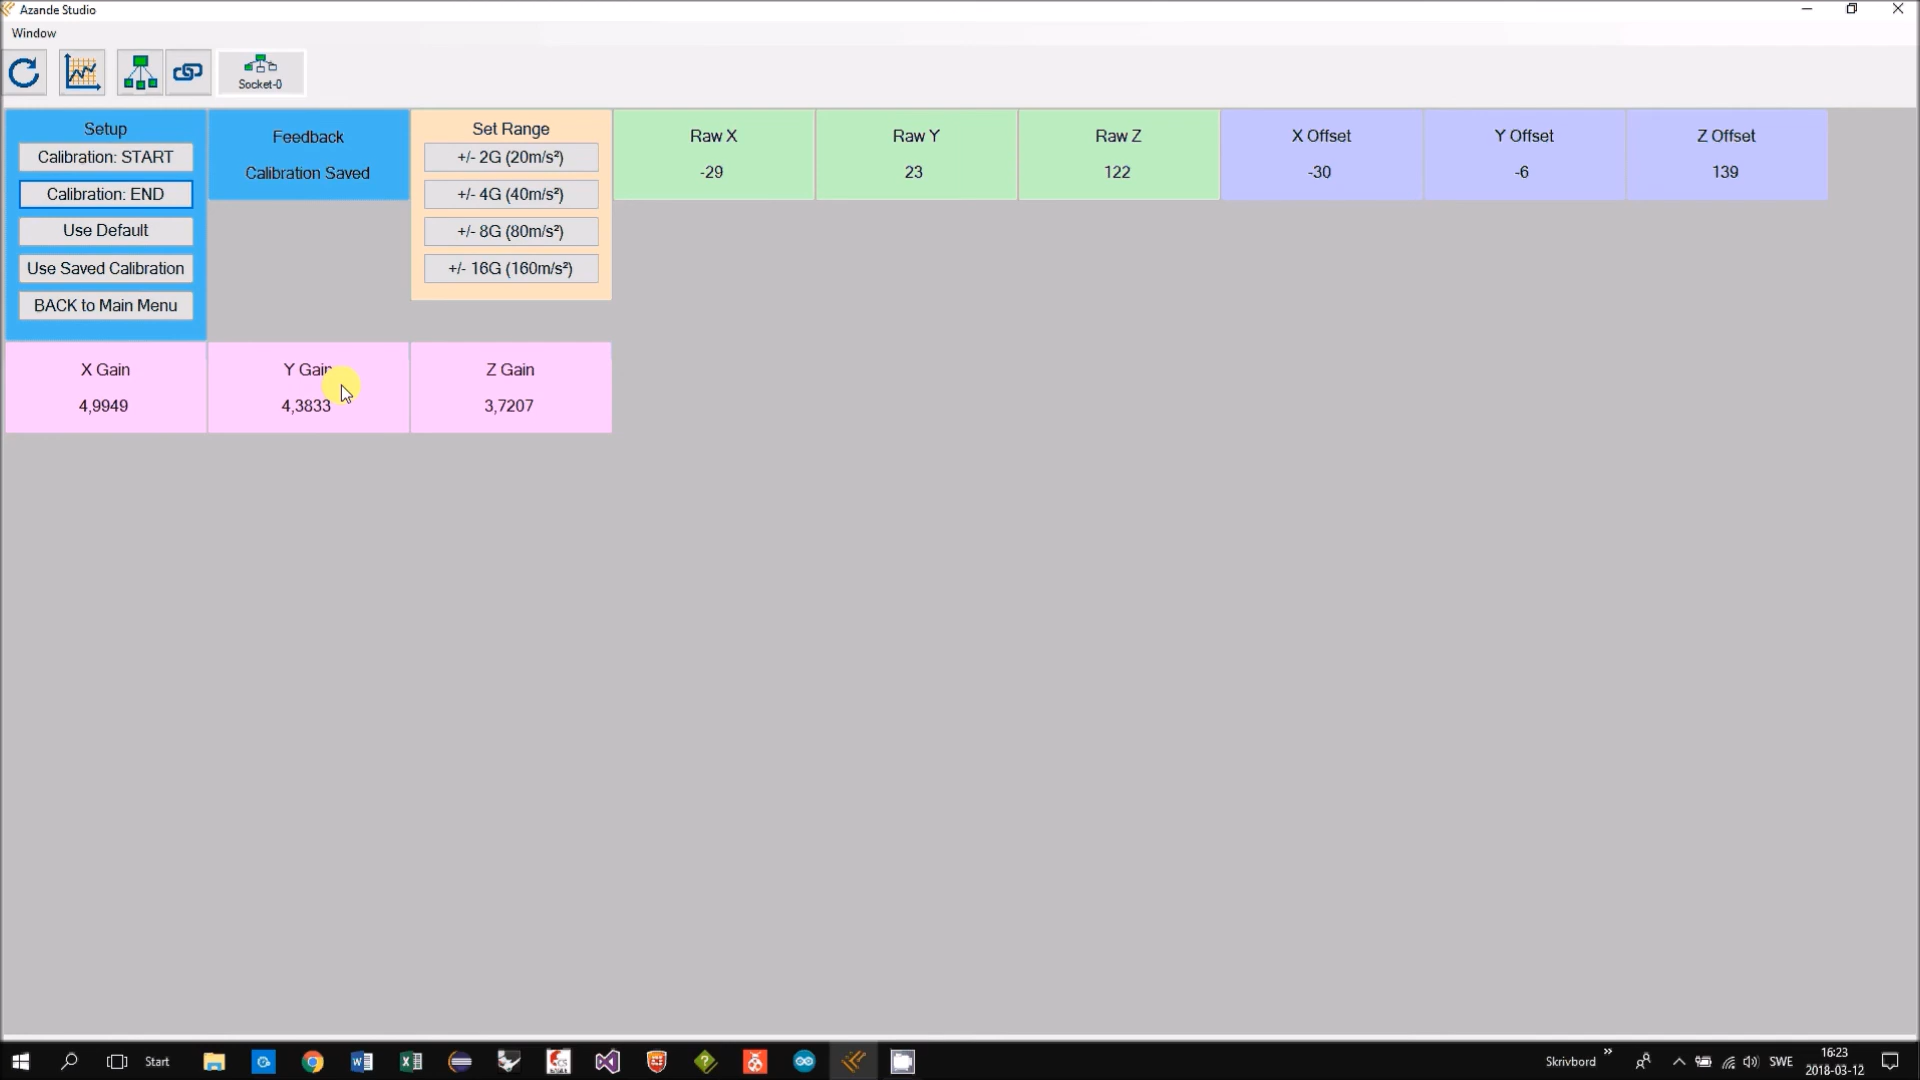 Azande Studio
Window
Socket-0
Setup
Calibration: START
Calibration: END
Use Default
Use Saved Calibration
BACK to Main Menu
Feedback
Calibration Saved
Set Range
+/- 2G (20m/s²)
+/- 4G (40m/s²)
+/- 8G (80m/s²)
+/- 16G (160m/s²)
Raw X
-29
Raw Y
23
Raw Z
122
X Offset
-30
Y Offset
-6
Z Offset
139
X Gain
4,9949
Y Gain
4,3833
Z Gain
3,7207
Start
Skrivbord
SWE
16:23
2018-03-12